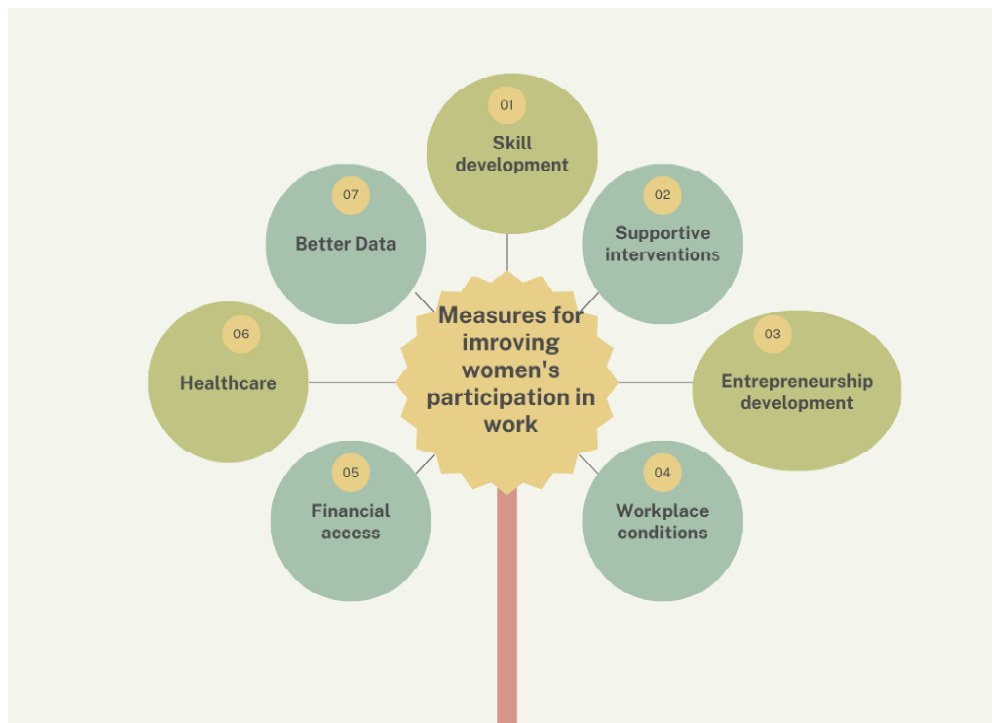 01
Skill
development
02
Supportive
interventions
03
Entrepreneurship
development
04
Workplace
conditions
05
Financial
access
06
Healthcare
07
Better Data
Measures for
imroving
women's
participation in
work